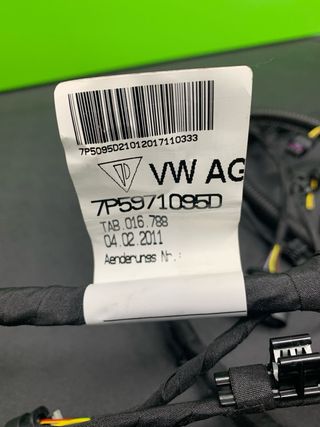 7P5095D21012017110333
VW AG
7P5971095D
TAB.016.788
04.02.2011
Aenderungs Nr.: